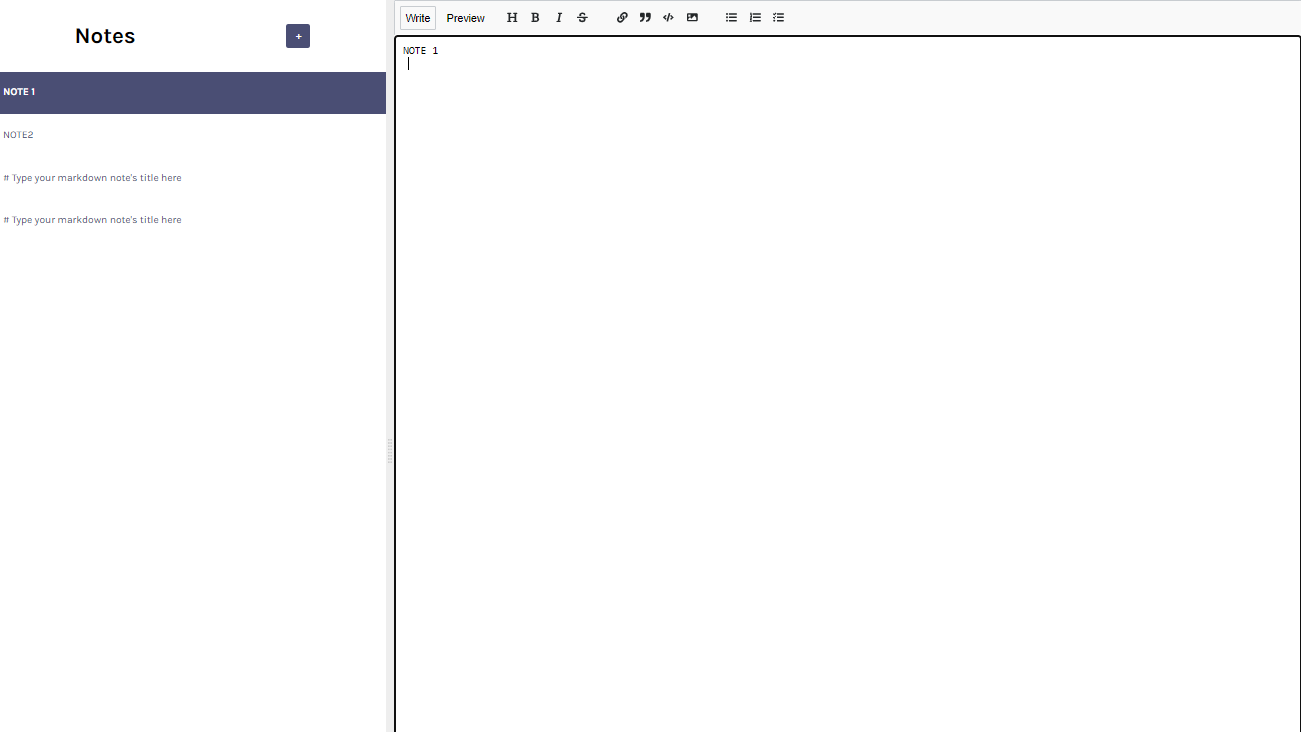 Notes
+
NOTE 1
NOTE2
# Type your markdown note's title here
# Type your markdown note's title here
Write Preview H B I S
NOTE 1